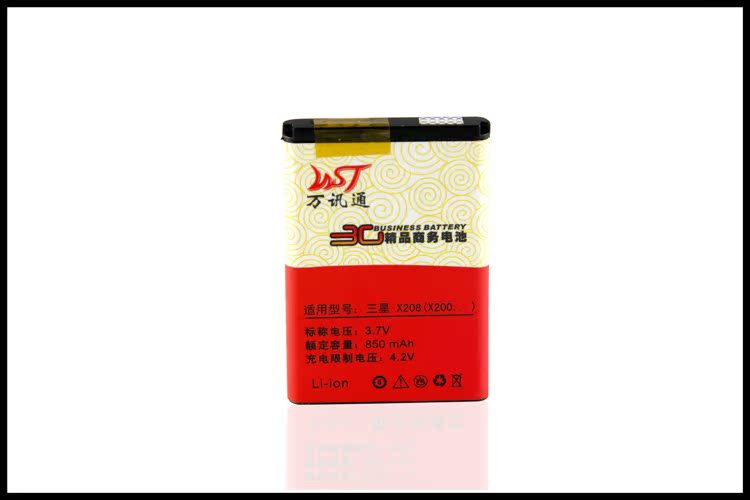 WST
万讯通
BUSINESS BATTERY
3G精品商务电池
适用型号: 三星 X208(X200...)
标称电压: 3.7V
额定容量: 850 mAh
充电限制电压: 4.2V
Li-ion